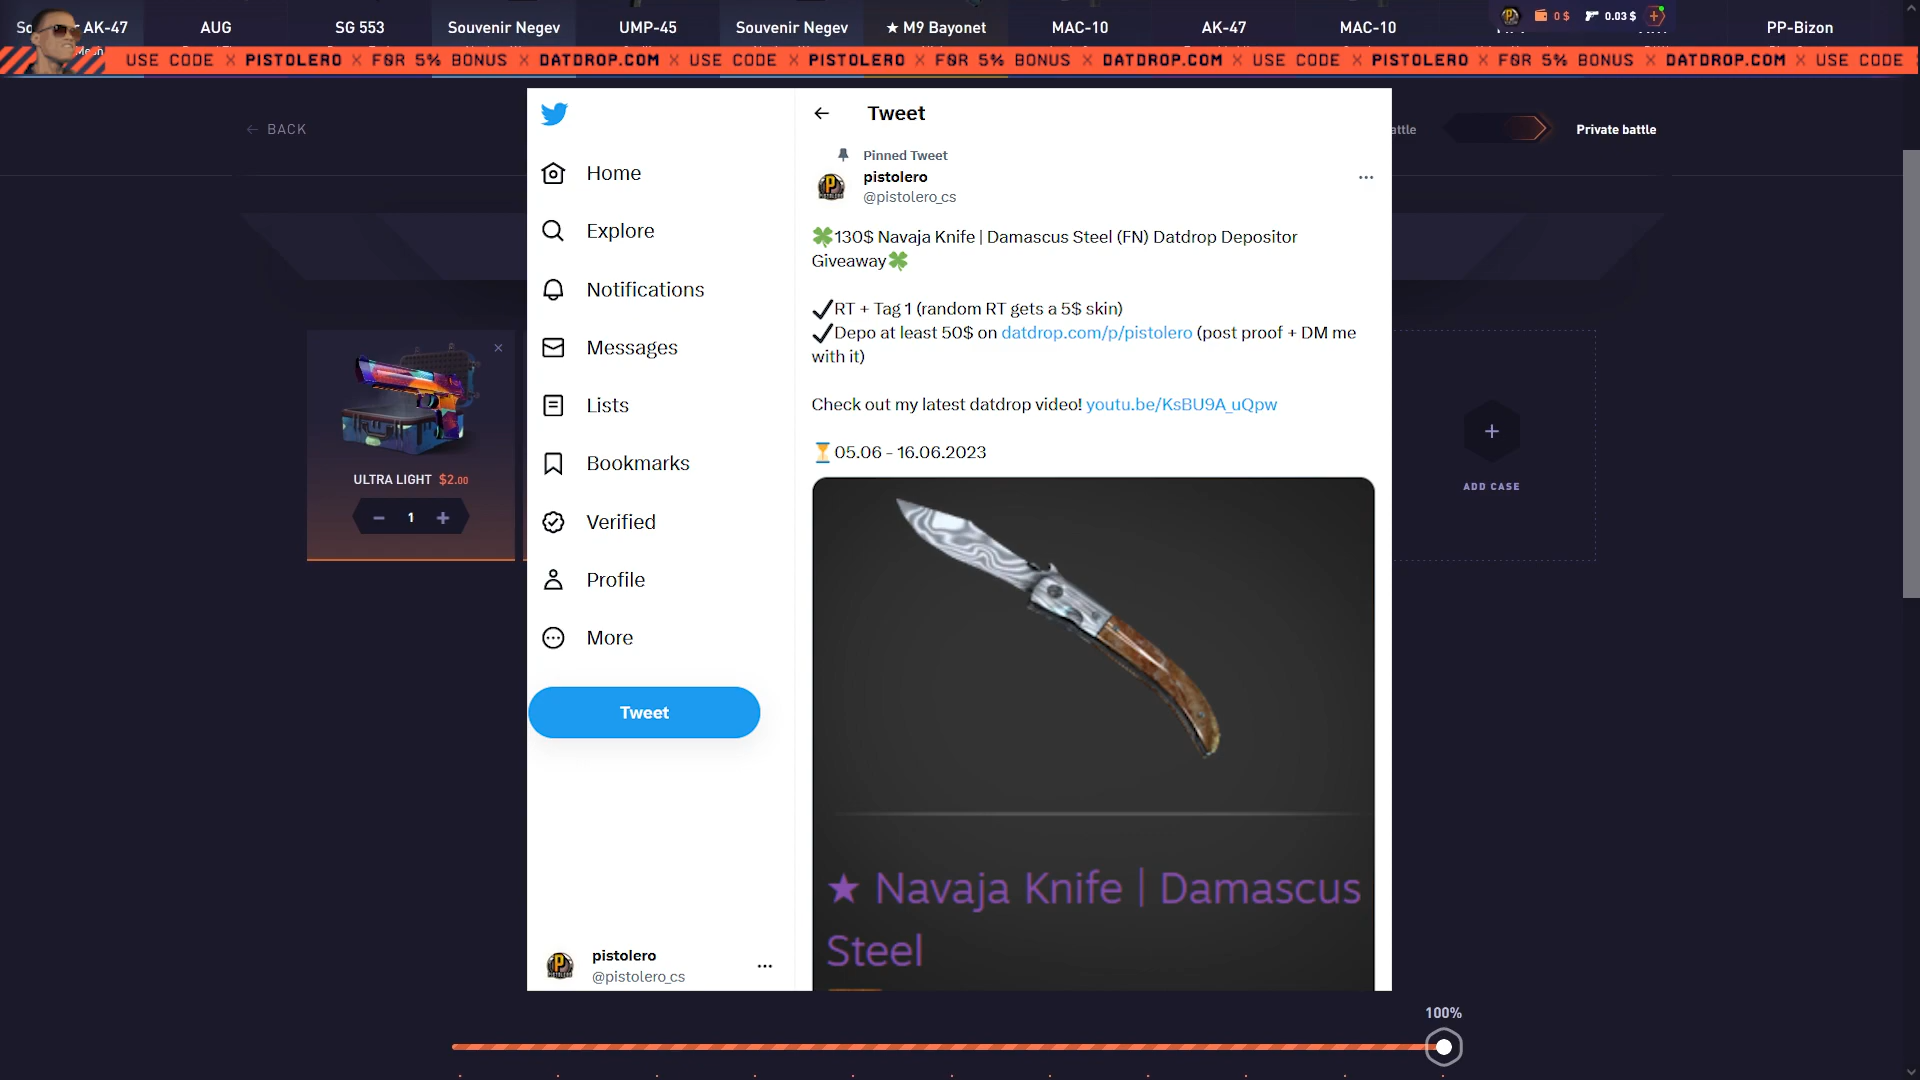 AK-47
AUG
SG 553
Souvenir Negev
UMP-45
Souvenir Negev
★ M9 Bayonet
MAC-10
AK-47
MAC-10
PP-Bizon
0 $
0.03 $
USE CODE × PISTOLERO × FØR 5% BONUS × DATDROP.COM × USE CODE × PISTOLERO × FØR 5% BONUS × DATDROP.COM × USE CODE × PISTOLERO × FØR 5% BONUS × DATDROP.COM × USE CODE
← BACK
Private battle
ULTRA LIGHT $2.00
1
ADD CASE
Home
Explore
Notifications
Messages
Lists
Bookmarks
Verified
Profile
More
Tweet
pistolero
@pistolero_cs
Tweet
Pinned Tweet
pistolero
@pistolero_cs
🍀130$ Navaja Knife | Damascus Steel (FN) Datdrop Depositor
Giveaway🍀
✔RT + Tag 1 (random RT gets a 5$ skin)
✔Depo at least 50$ on datdrop.com/p/pistolero (post proof + DM me
with it)
Check out my latest datdrop video! youtu.be/KsBU9A_uQpw
⏳05.06 - 16.06.2023
★ Navaja Knife | Damascus
Steel
100%